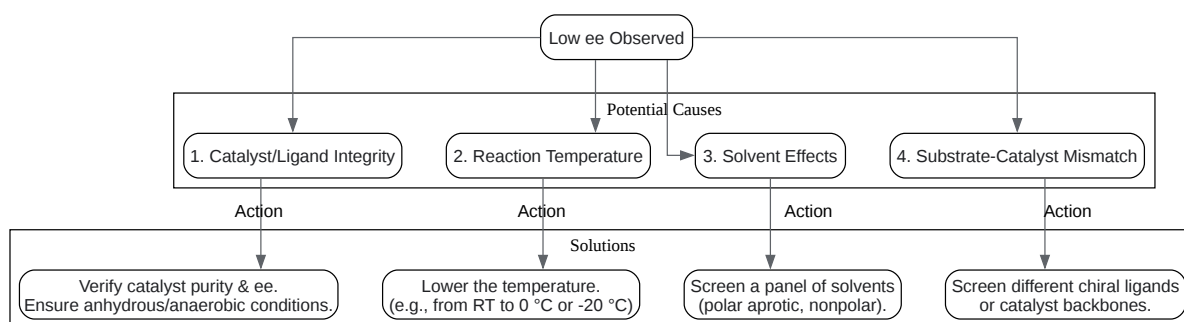 Low ee Observed
Potential Causes
1. Catalyst/Ligand Integrity
2. Reaction Temperature
3. Solvent Effects
4. Substrate-Catalyst Mismatch
Action
Action
Action
Action
Solutions
Verify catalyst purity & ee.
Ensure anhydrous/anaerobic conditions.
Lower the temperature.
(e.g., from RT to 0 °C or -20 °C)
Screen a panel of solvents
(polar aprotic, nonpolar).
Screen different chiral ligands
or catalyst backbones.